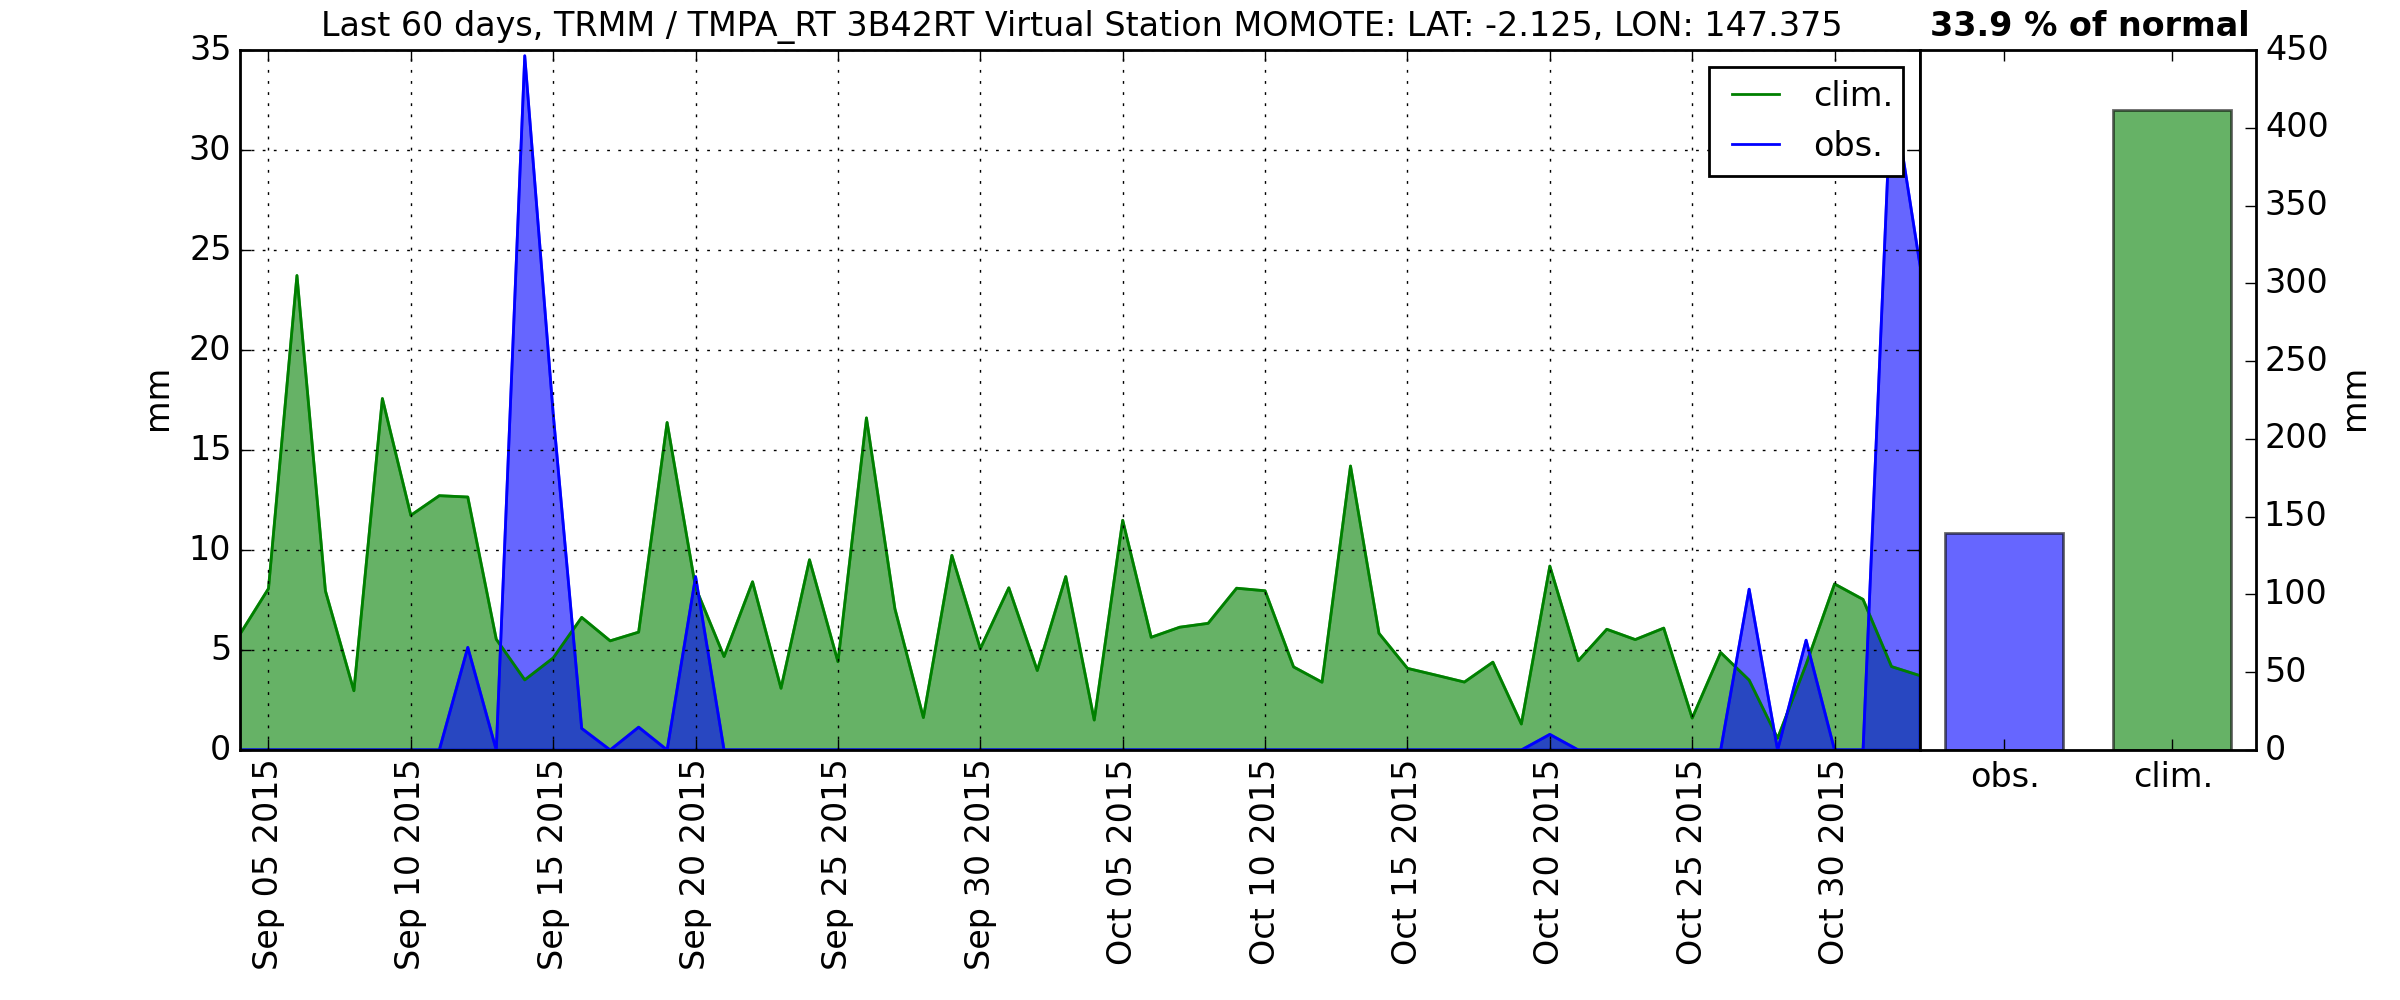 Last 60 days, TRMM / TMPA_RT 3B42RT Virtual Station MOMOTE: LAT: -2.125, LON: 147.375
33.9 % of normal
clim.
obs.
35
30
25
20
15
10
5
0
mm
Sep 05 2015
Sep 10 2015
Sep 15 2015
Sep 20 2015
Sep 25 2015
Sep 30 2015
Oct 05 2015
Oct 10 2015
Oct 15 2015
Oct 20 2015
Oct 25 2015
Oct 30 2015
450
400
350
300
250
200
150
100
50
0
mm
obs.
clim.